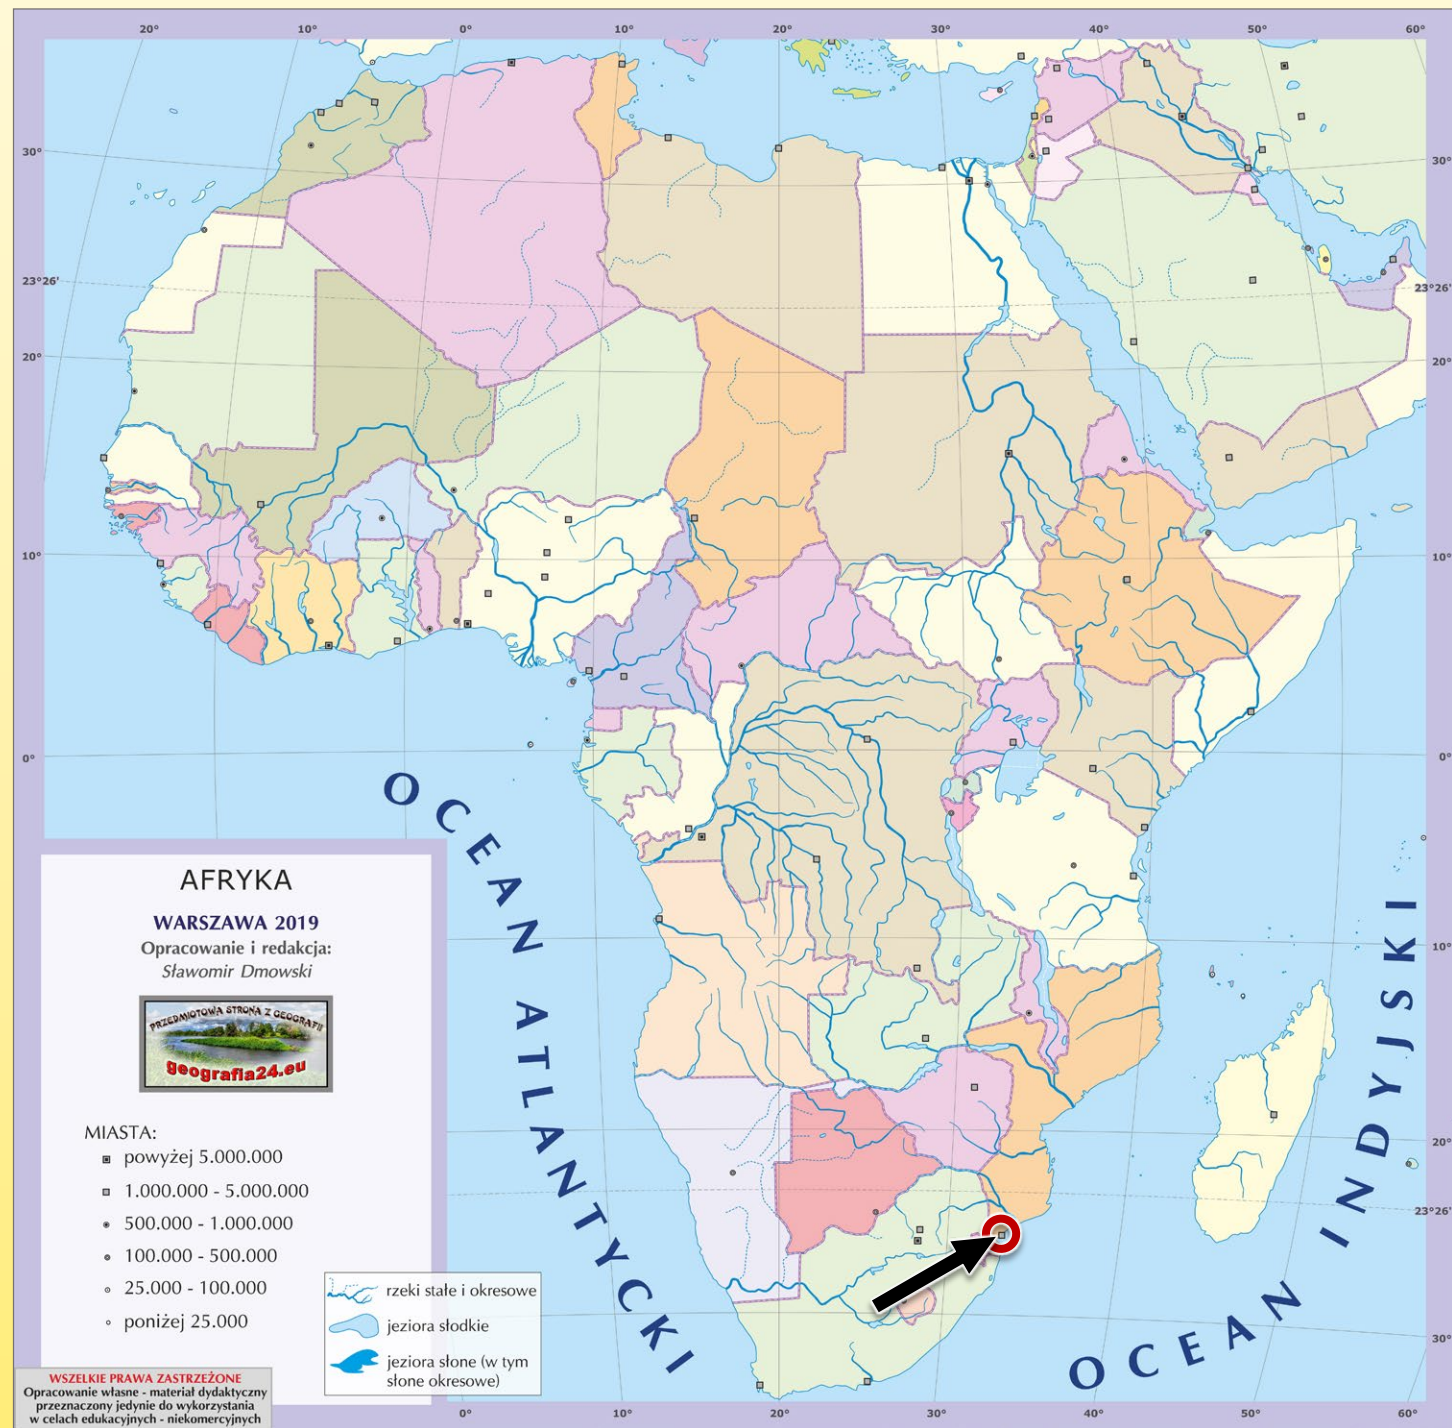 20° 10° 0° 10° 20° 30° 40° 50° 60°
30° 30°
23°26' 23°26'
20° 20°
10° 10°
0° 0°
10°
20°
23°26'
30°
OCEAN ATLANTYCKI
OCEAN INDYJSKI
AFRYKA
WARSZAWA 2019
Opracowanie i redakcja:
Sławomir Dmowski
PRZEDMIOTOWA STRONA Z GEOGRAFII
geografia24.eu
MIASTA:
powyżej 5.000.000
1.000.000 - 5.000.000
500.000 - 1.000.000
100.000 - 500.000
25.000 - 100.000
poniżej 25.000
rzeki stałe i okresowe
jeziora słodkie
jeziora słone (w tym
słone okresowe)
WSZELKIE PRAWA ZASTRZEŻONE
Opracowanie własne - materiał dydaktyczny
przeznaczony jedynie do wykorzystania
w celach edukacyjnych - niekomercyjnych
0° 10° 20° 30° 40° 50° 60°